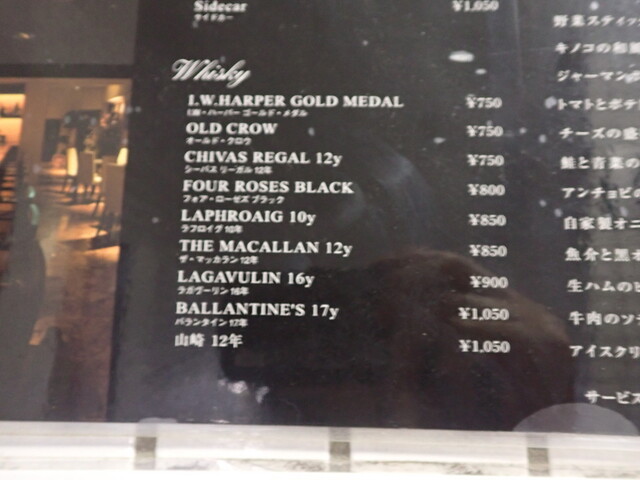 Sidecar ¥1,050
サイドカー
Whisky
I.W.HARPER GOLD MEDAL ¥750
I.W.ハーパー ゴールド・メダル
OLD CROW ¥750
オールド・クロウ
CHIVAS REGAL 12y ¥750
シーバス リーガル 12年
FOUR ROSES BLACK ¥800
フォア・ローゼズ ブラック
LAPHROAIG 10y ¥850
ラフロイグ 10年
THE MACALLAN 12y ¥850
ザ・マッカラン 12年
LAGAVULIN 16y ¥900
ラガヴーリン 16年
BALLANTINE'S 17y ¥1,050
バランタイン 17年
山崎 12年 ¥1,050
野菜スティッ
キノコの和風
ジャーマン
トマトとポテ
チーズの盛
鮭と青菜の
アンチョビ
自家製オニ
魚介と黒オ
生ハムのピ
牛肉のソテ
アイスクリ
サービス